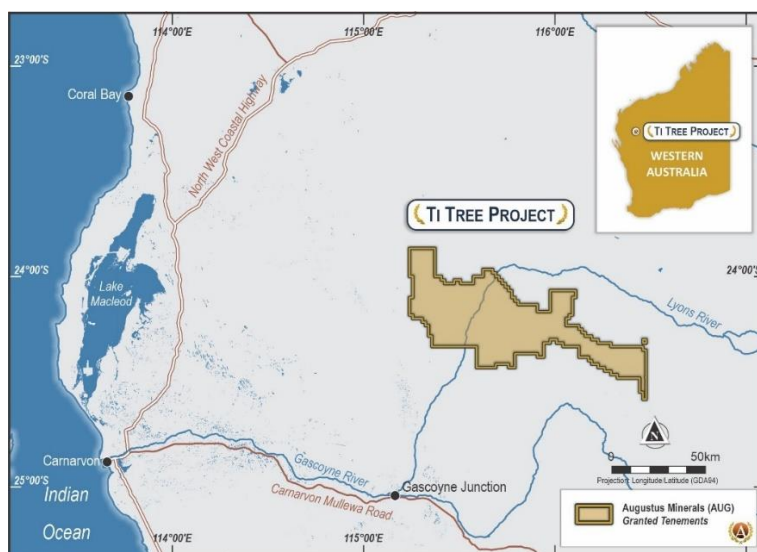 114°00'E
115°00'E
116°00'E
23°00'S
Coral Bay
North West Coastal Highway
TI TREE PROJECT
WESTERN
AUSTRALIA
TI TREE PROJECT
24°00'S
24°00'S
Lake
Macleod
Lyons River
Carnarvon
Gascoyne River
Gascoyne Junction
Carnarvon Mullewa Road
25°00'S
Indian
Ocean
N
0
50km
Projection: Longitude/Latitude (GDA94)
Augustus Minerals (AUG)
Granted Tenements
114°00'E
115°00'E
116°00'E